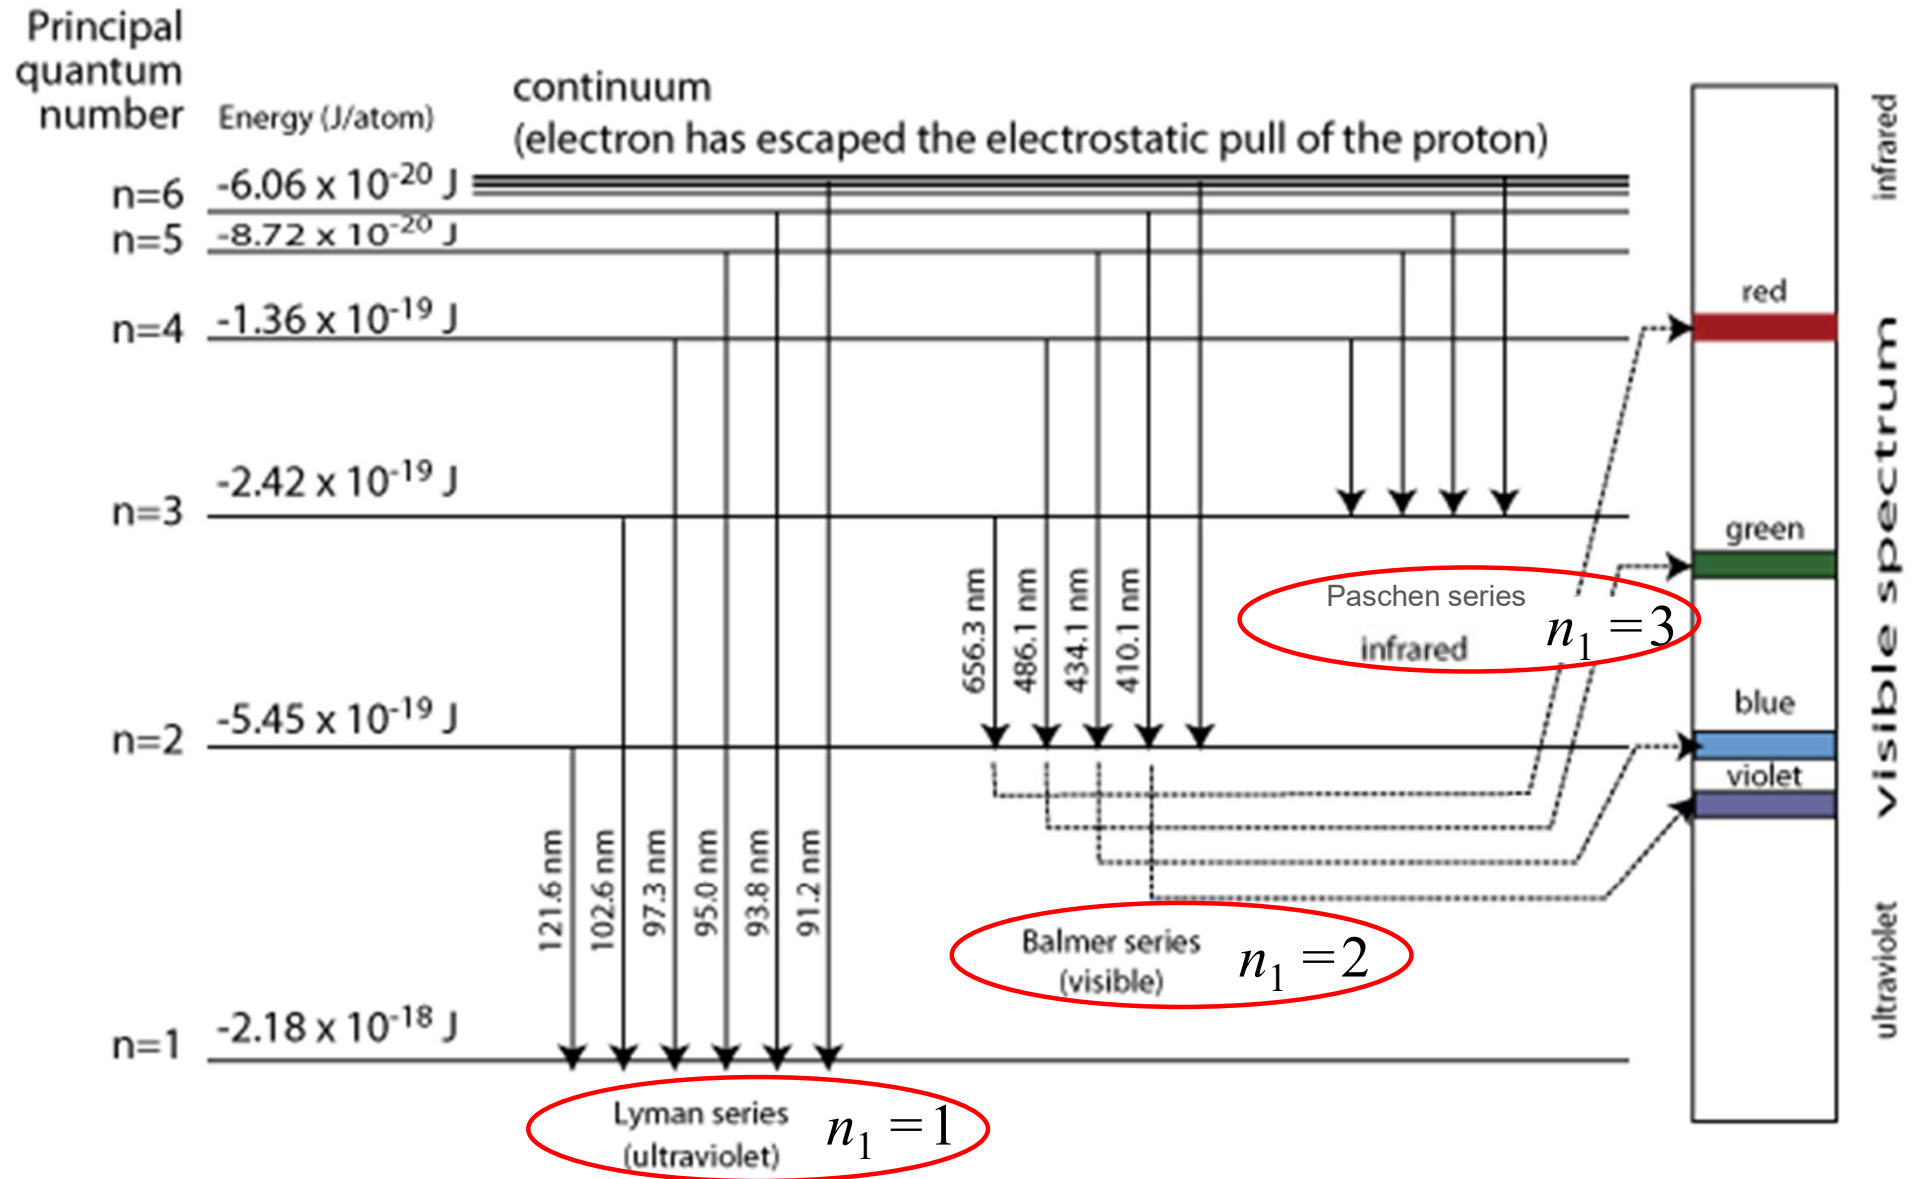 Principal
quantum
number
Energy (J/atom)
continuum
(electron has escaped the electrostatic pull of the proton)
n=6
-6.06 x 10⁻²⁰ J
n=5
-8.72 x 10⁻²⁰ J
n=4
-1.36 x 10⁻¹⁹ J
n=3
-2.42 x 10⁻¹⁹ J
n=2
-5.45 x 10⁻¹⁹ J
n=1
-2.18 x 10⁻¹⁸ J
121.6 nm
102.6 nm
97.3 nm
95.0 nm
93.8 nm
91.2 nm
656.3 nm
486.1 nm
434.1 nm
410.1 nm
Paschen series
infrared
n₁ = 3
Balmer series
(visible)
n₁ = 2
Lyman series
(ultraviolet)
n₁ = 1
red
green
blue
violet
infrared
visible spectrum
ultraviolet